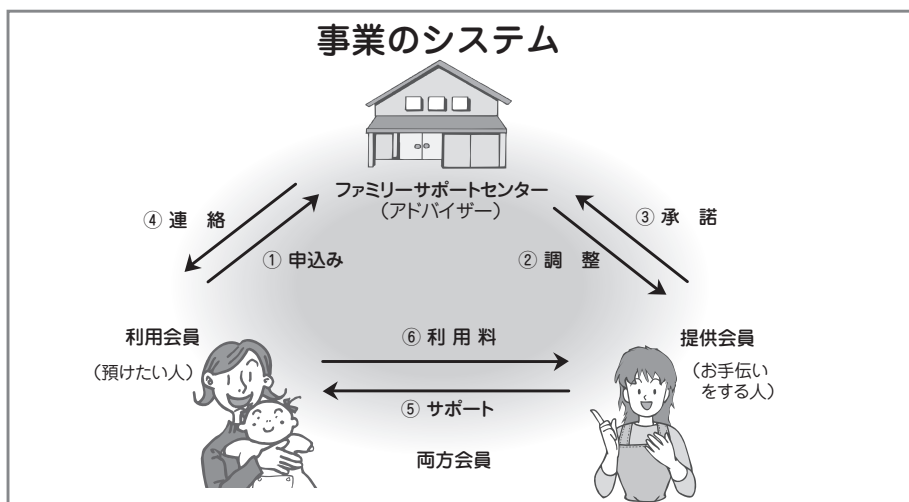 事業のシステム
ファミリーサポートセンター
（アドバイザー）
④ 連　絡
① 申込み
③ 承　諾
② 調　整
利用会員
（預けたい人）
⑥ 利 用 料
⑤ サポート
提供会員
（お手伝い
をする人）
両方会員